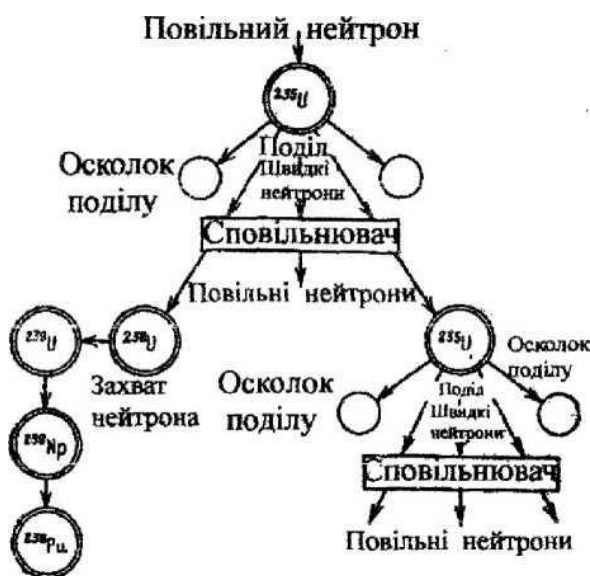 Повільний нейтрон
235U
Поділ
Швидкі
нейтрони
Осколок
поділу
Сповільнювач
Повільні нейтрони
239U
238U
Захват
нейтрона
239Np
239Pu
235U
Осколок
поділу
Осколок
поділу
Поділ
Швидкі
нейтрони
Сповільнювач
Повільні нейтрони